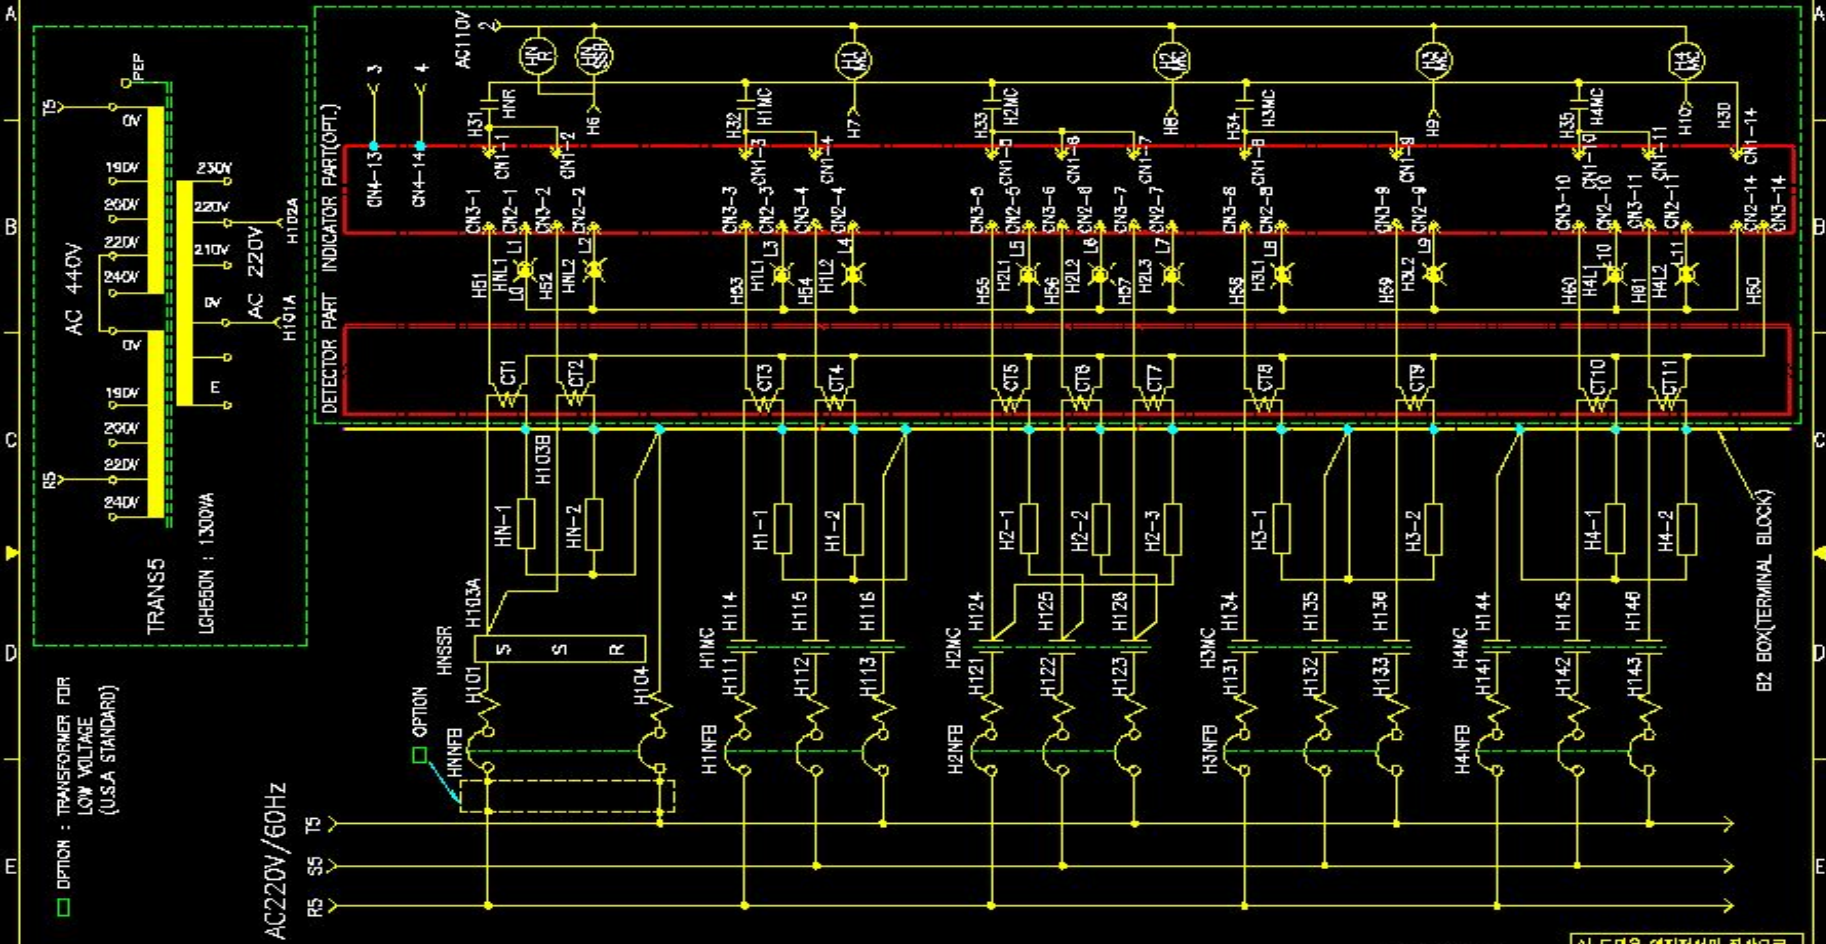 A
B
C
D
E
A
B
D
E
T5
PEP
0V
190V
220V
240V
AC 440V
0V
190V
220V
240V
R5
230V
220V
210V
0V
E
AC 220V
H102A
H101A
TRANS5
LGH550N : 1300VA
OPTION : TRANSFORMER FOR
LOW VOLTAGE
(U.S.A STANDARD)
INDICATOR PART(OPT.)
DETECTOR PART
3
4
CN4-13
CN4-14
AC110V
2
HN
R
HN
SSR
H1
MC
H2
MC
H4
MC
H31
HNR
H6
H32
H1MC
H7
H33
H2MC
H8
H34
H3MC
H9
H35
H4MC
H10
H30
CN1-1
CN1-2
CN1-3
CN1-4
CN1-5
CN1-6
CN1-7
CN1-8
CN1-9
CN1-10
CN1-11
CN1-14
CN3-1
CN2-1
CN3-2
CN2-2
CN3-3
CN2-3
CN3-4
CN2-4
CN3-5
CN2-5
CN3-6
CN2-6
CN3-7
CN2-7
CN3-8
CN2-8
CN3-9
CN2-9
CN3-10
CN2-10
CN3-11
CN2-11
CN2-14
CN3-14
H51
HNL1
L1
L0
H52
HNL2
L2
H53
H1L1
L3
H54
H1L2
L4
H55
H2L1
L5
H56
H2L2
L6
H57
H2L3
L7
H58
H3L1
L8
H59
H3L2
L9
H60
H4L1
L10
H61
H4L2
L11
H50
CT1
CT2
CT3
CT4
CT5
CT6
CT7
CT8
CT9
CT10
CT11
H103B
HN-1
HN-2
H1-1
H1-2
H2-1
H2-2
H2-3
H3-1
H3-2
H4-1
H4-2
B2 BOX(TERMINAL BLOCK)
HNSSR
H103A
S
S
R
H101
H104
H1MC
H114
H115
H116
H111
H112
H113
H2MC
H124
H125
H126
H121
H122
H123
H3MC
H134
H135
H136
H131
H132
H133
H4MC
H144
H145
H146
H141
H142
H143
OPTION
HNNFB
H1NFB
H2NFB
H3NFB
H4NFB
AC220V/60Hz
T5
S5
R5